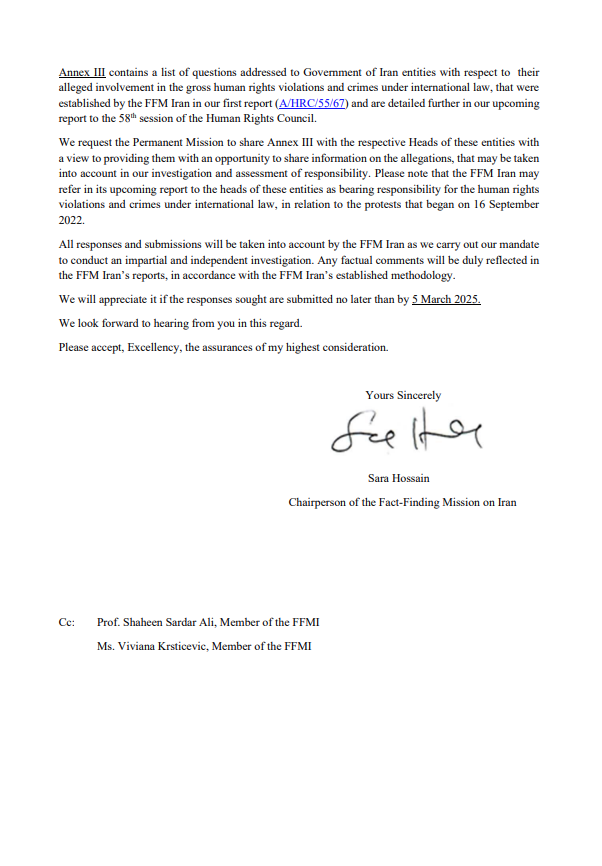 Annex III contains a list of questions addressed to Government of Iran entities with respect to their
alleged involvement in the gross human rights violations and crimes under international law, that were
established by the FFM Iran in our first report (A/HRC/55/67) and are detailed further in our upcoming
report to the 58th session of the Human Rights Council.
We request the Permanent Mission to share Annex III with the respective Heads of these entities with
a view to providing them with an opportunity to share information on the allegations, that may be taken
into account in our investigation and assessment of responsibility. Please note that the FFM Iran may
refer in its upcoming report to the heads of these entities as bearing responsibility for the human rights
violations and crimes under international law, in relation to the protests that began on 16 September
2022.
All responses and submissions will be taken into account by the FFM Iran as we carry out our mandate
to conduct an impartial and independent investigation. Any factual comments will be duly reflected in
the FFM Iran's reports, in accordance with the FFM Iran's established methodology.
We will appreciate it if the responses sought are submitted no later than by 5 March 2025.
We look forward to hearing from you in this regard.
Please accept, Excellency, the assurances of my highest consideration.
Yours Sincerely
Sara Hossain
Chairperson of the Fact-Finding Mission on Iran
Cc: Prof. Shaheen Sardar Ali, Member of the FFMI
Ms. Viviana Krsticevic, Member of the FFMI